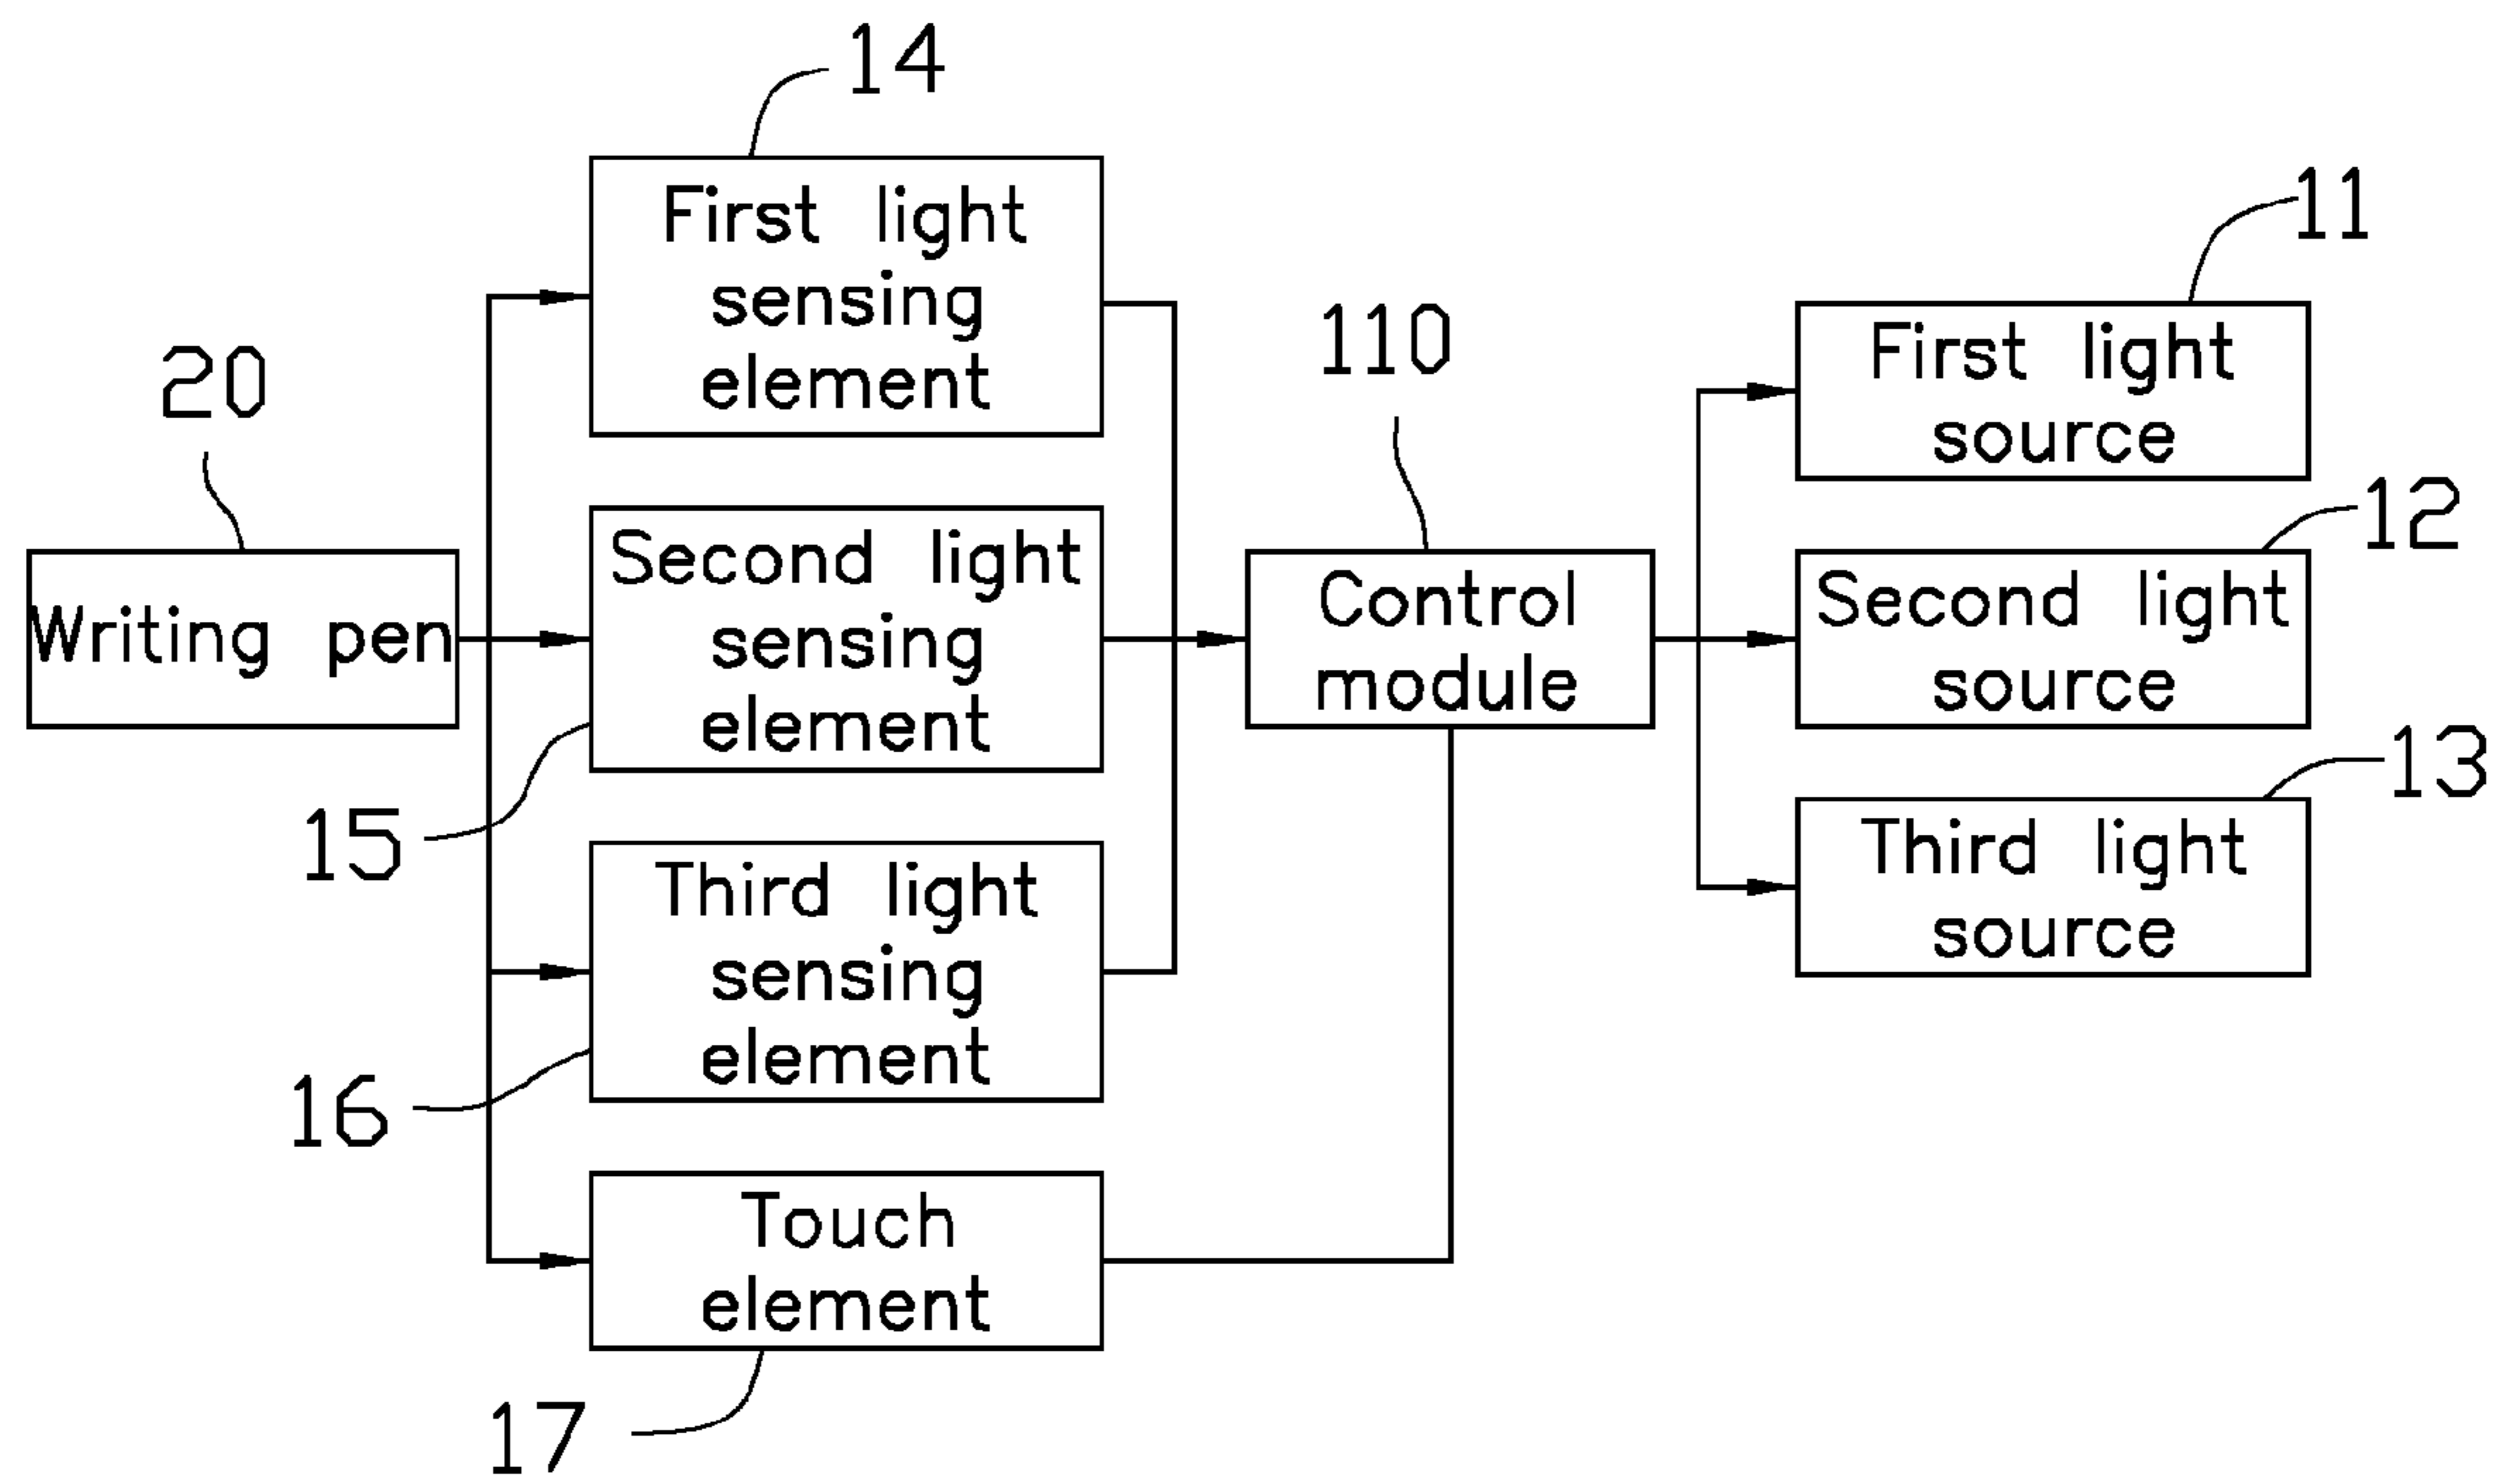 14
First light
sensing
element
11
First light
source
110
20
Writing pen
Second light
sensing
element
15
Control
module
12
Second light
source
13
Third light
source
Third light
sensing
element
16
Touch
element
17